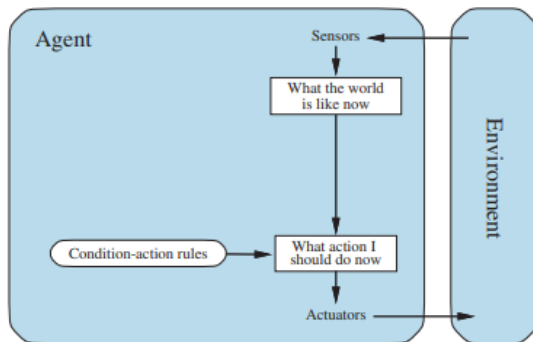 Agent
Sensors
What the world
is like now
Environment
Condition-action rules
What action I
should do now
Actuators